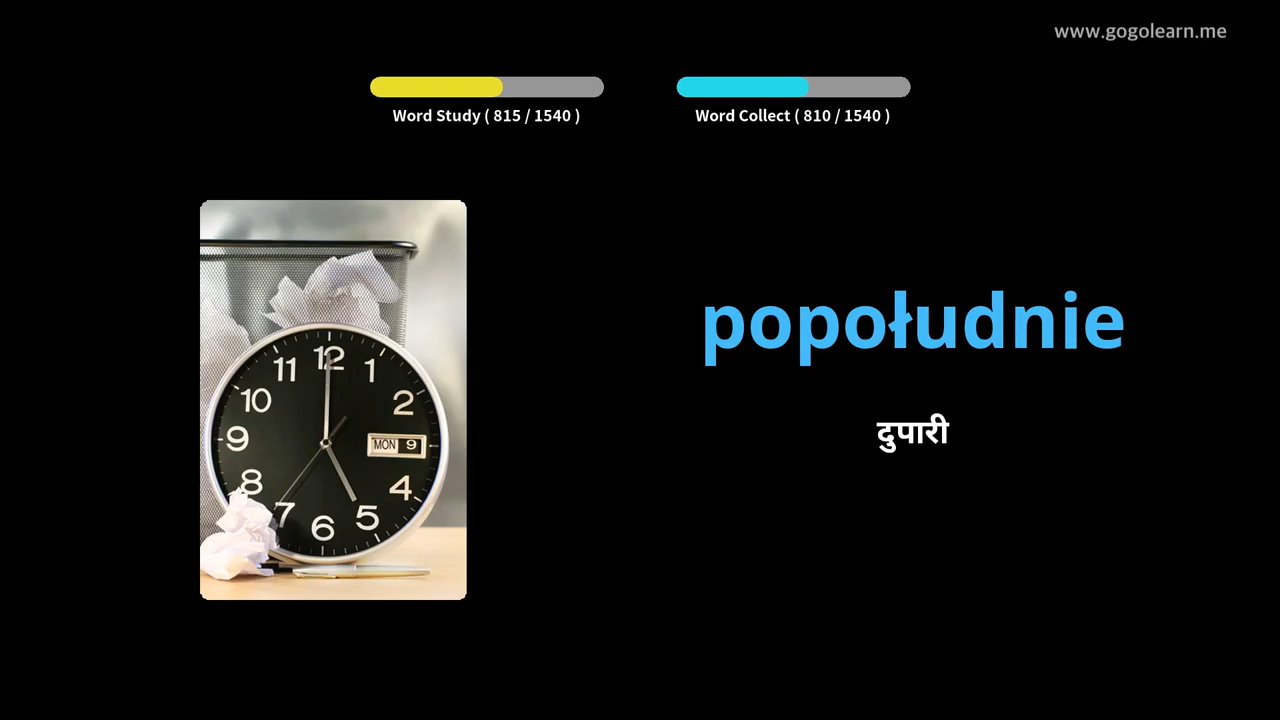 www.gogolearn.me
Word Study ( 815 / 1540 )
Word Collect ( 810 / 1540 )
popołudnie
दुपारी
12
11
1
10
2
9
MON 9
8
4
7
5
6